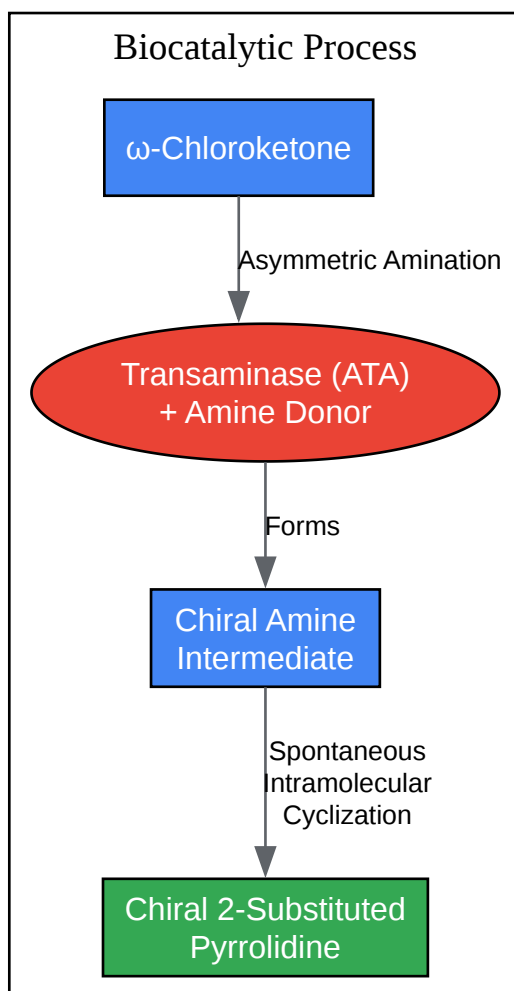 Biocatalytic Process
ω-Chloroketone
Asymmetric Amination
Transaminase (ATA)
+ Amine Donor
Forms
Chiral Amine
Intermediate
Spontaneous
Intramolecular
Cyclization
Chiral 2-Substituted
Pyrrolidine